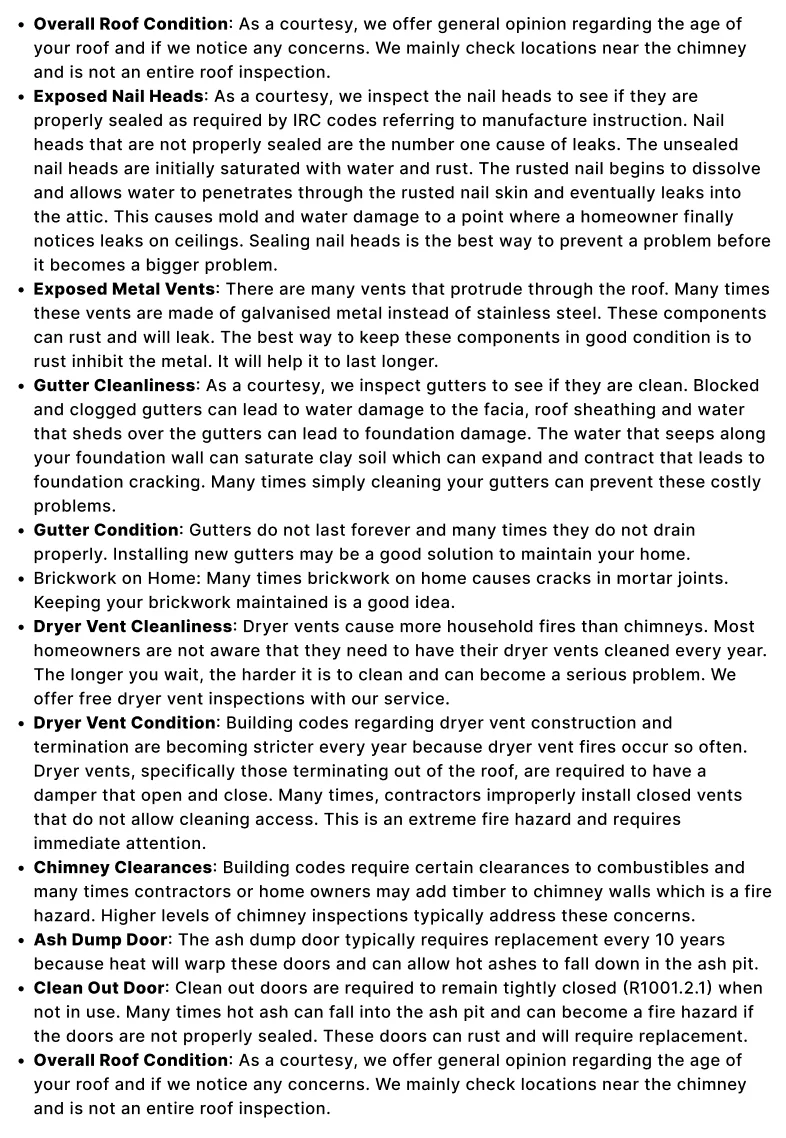 • Overall Roof Condition: As a courtesy, we offer general opinion regarding the age of
your roof and if we notice any concerns. We mainly check locations near the chimney
and is not an entire roof inspection.
• Exposed Nail Heads: As a courtesy, we inspect the nail heads to see if they are
properly sealed as required by IRC codes referring to manufacture instruction. Nail
heads that are not properly sealed are the number one cause of leaks. The unsealed
nail heads are initially saturated with water and rust. The rusted nail begins to dissolve
and allows water to penetrates through the rusted nail skin and eventually leaks into
the attic. This causes mold and water damage to a point where a homeowner finally
notices leaks on ceilings. Sealing nail heads is the best way to prevent a problem before
it becomes a bigger problem.
• Exposed Metal Vents: There are many vents that protrude through the roof. Many times
these vents are made of galvanised metal instead of stainless steel. These components
can rust and will leak. The best way to keep these components in good condition is to
rust inhibit the metal. It will help it to last longer.
• Gutter Cleanliness: As a courtesy, we inspect gutters to see if they are clean. Blocked
and clogged gutters can lead to water damage to the facia, roof sheathing and water
that sheds over the gutters can lead to foundation damage. The water that seeps along
your foundation wall can saturate clay soil which can expand and contract that leads to
foundation cracking. Many times simply cleaning your gutters can prevent these costly
problems.
• Gutter Condition: Gutters do not last forever and many times they do not drain
properly. Installing new gutters may be a good solution to maintain your home.
• Brickwork on Home: Many times brickwork on home causes cracks in mortar joints.
Keeping your brickwork maintained is a good idea.
• Dryer Vent Cleanliness: Dryer vents cause more household fires than chimneys. Most
homeowners are not aware that they need to have their dryer vents cleaned every year.
The longer you wait, the harder it is to clean and can become a serious problem. We
offer free dryer vent inspections with our service.
• Dryer Vent Condition: Building codes regarding dryer vent construction and
termination are becoming stricter every year because dryer vent fires occur so often.
Dryer vents, specifically those terminating out of the roof, are required to have a
damper that open and close. Many times, contractors improperly install closed vents
that do not allow cleaning access. This is an extreme fire hazard and requires
immediate attention.
• Chimney Clearances: Building codes require certain clearances to combustibles and
many times contractors or home owners may add timber to chimney walls which is a fire
hazard. Higher levels of chimney inspections typically address these concerns.
• Ash Dump Door: The ash dump door typically requires replacement every 10 years
because heat will warp these doors and can allow hot ashes to fall down in the ash pit.
• Clean Out Door: Clean out doors are required to remain tightly closed (R1001.2.1) when
not in use. Many times hot ash can fall into the ash pit and can become a fire hazard if
the doors are not properly sealed. These doors can rust and will require replacement.
• Overall Roof Condition: As a courtesy, we offer general opinion regarding the age of
your roof and if we notice any concerns. We mainly check locations near the chimney
and is not an entire roof inspection.